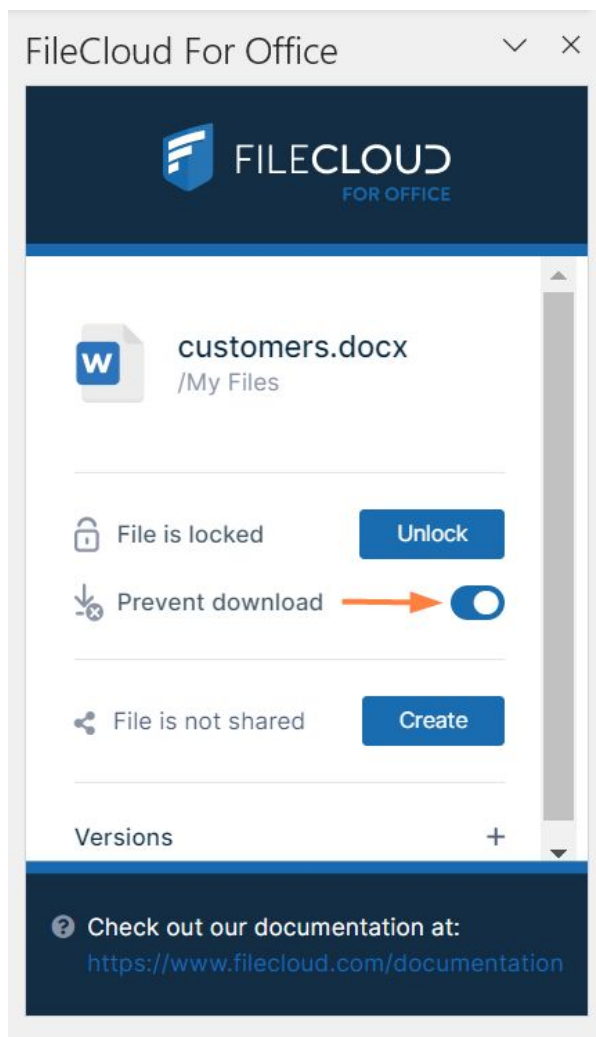 FileCloud For Office
FILECLOUD
FOR OFFICE
W
customers.docx
/My Files
File is locked
Unlock
Prevent download
File is not shared
Create
Versions
+
? Check out our documentation at:
https://www.filecloud.com/documentation